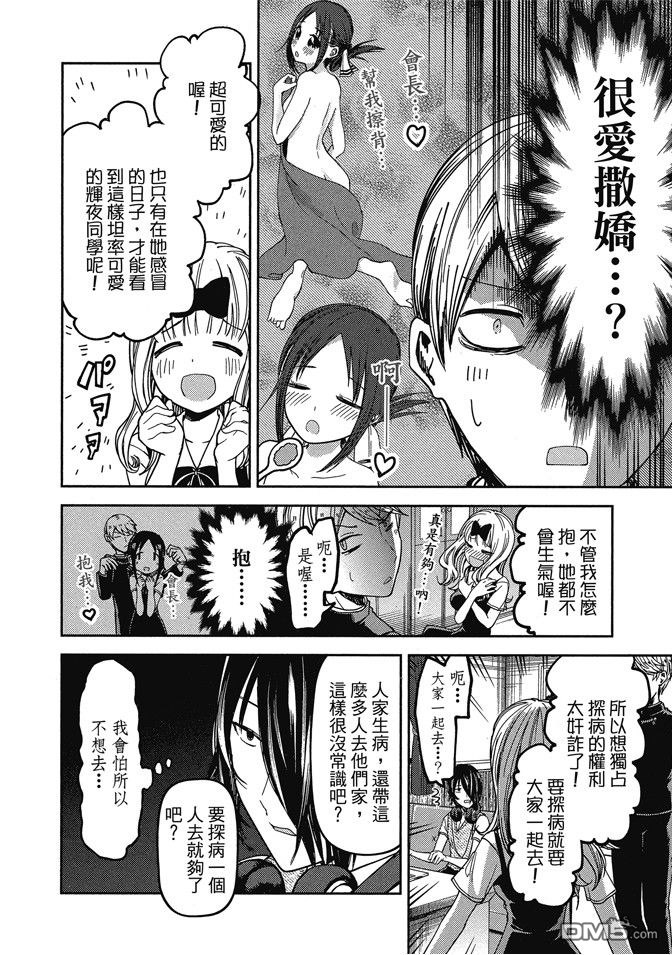 很愛撒嬌…？
會長…♡
幫我擦背…
啊…♡
超可愛的
喔！
也只有在她感冒
的日子，才能看
到這樣坦率可愛
的輝夜同學呢！
パァァ
不管我怎麼
抱，她都不
會生氣喔！
真是有夠…吶！
呃…
是喔…
抱…
會長…
抱我…♡
所以想獨占
探病的權利
太奸詐了！
要探病就要
大家一起去！
呃…
大家一起去…？
人家生病，還帶這
麼多人去他們家，
這樣很沒常識吧？
要探病一個
人去就夠了
吧？
我會怕所以
不想去…
DM5.com